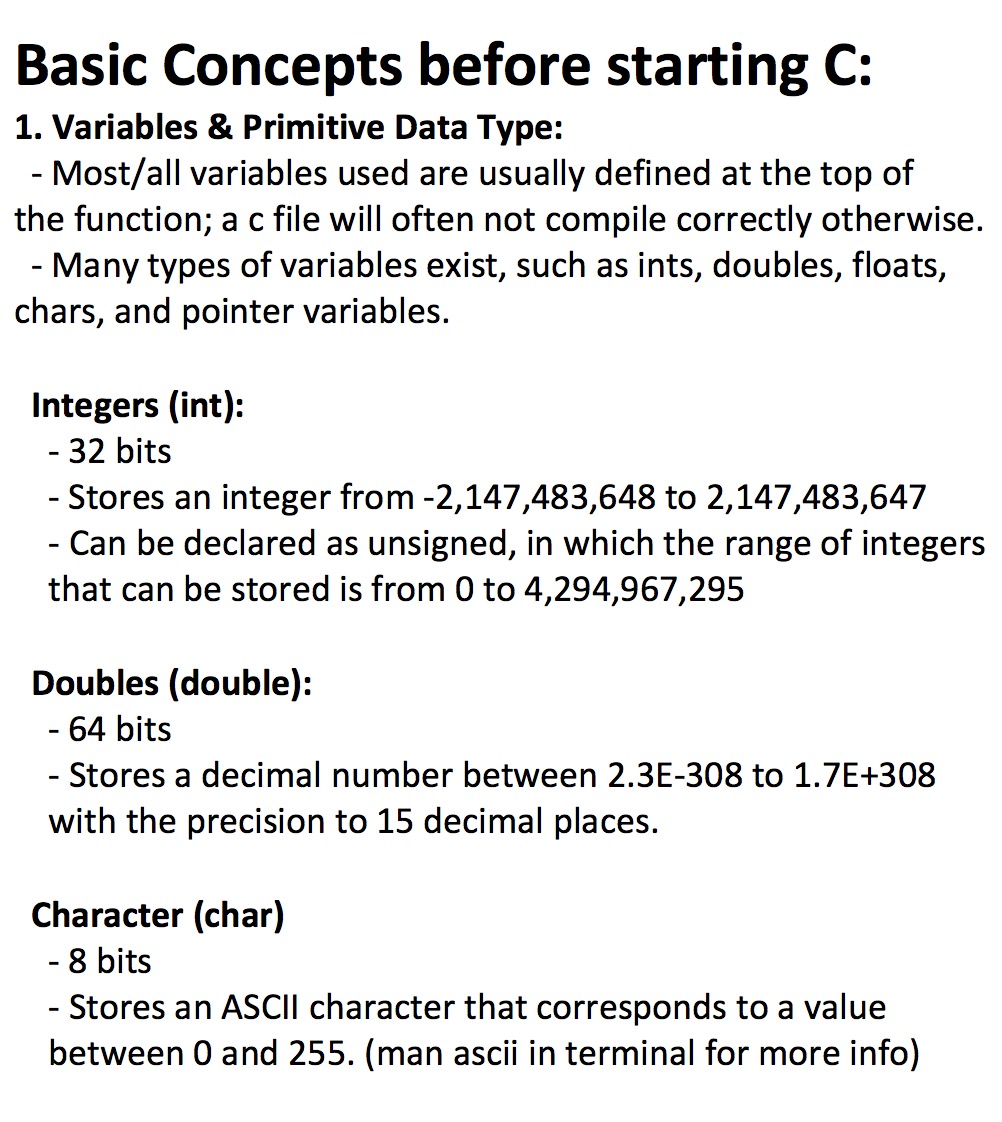 Basic Concepts before starting C:
1. Variables & Primitive Data Type:
- Most/all variables used are usually defined at the top of
the function; a c file will often not compile correctly otherwise.
- Many types of variables exist, such as ints, doubles, floats,
chars, and pointer variables.
Integers (int):
- 32 bits
- Stores an integer from -2,147,483,648 to 2,147,483,647
- Can be declared as unsigned, in which the range of integers
that can be stored is from 0 to 4,294,967,295
Doubles (double):
- 64 bits
- Stores a decimal number between 2.3E-308 to 1.7E+308
with the precision to 15 decimal places.
Character (char)
- 8 bits
- Stores an ASCII character that corresponds to a value
between 0 and 255. (man ascii in terminal for more info)